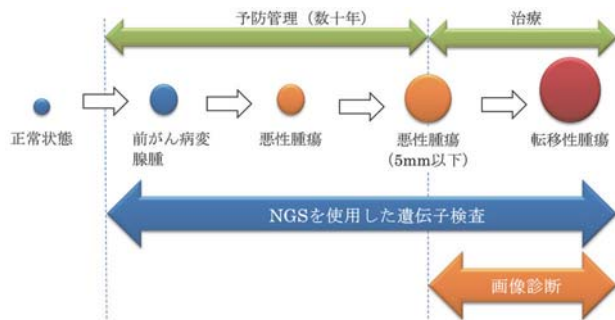 予防管理（数十年）
治療
正常状態
前がん病変
腺腫
悪性腫瘍
悪性腫瘍
(5mm以下)
転移性腫瘍
NGSを使用した遺伝子検査
画像診断